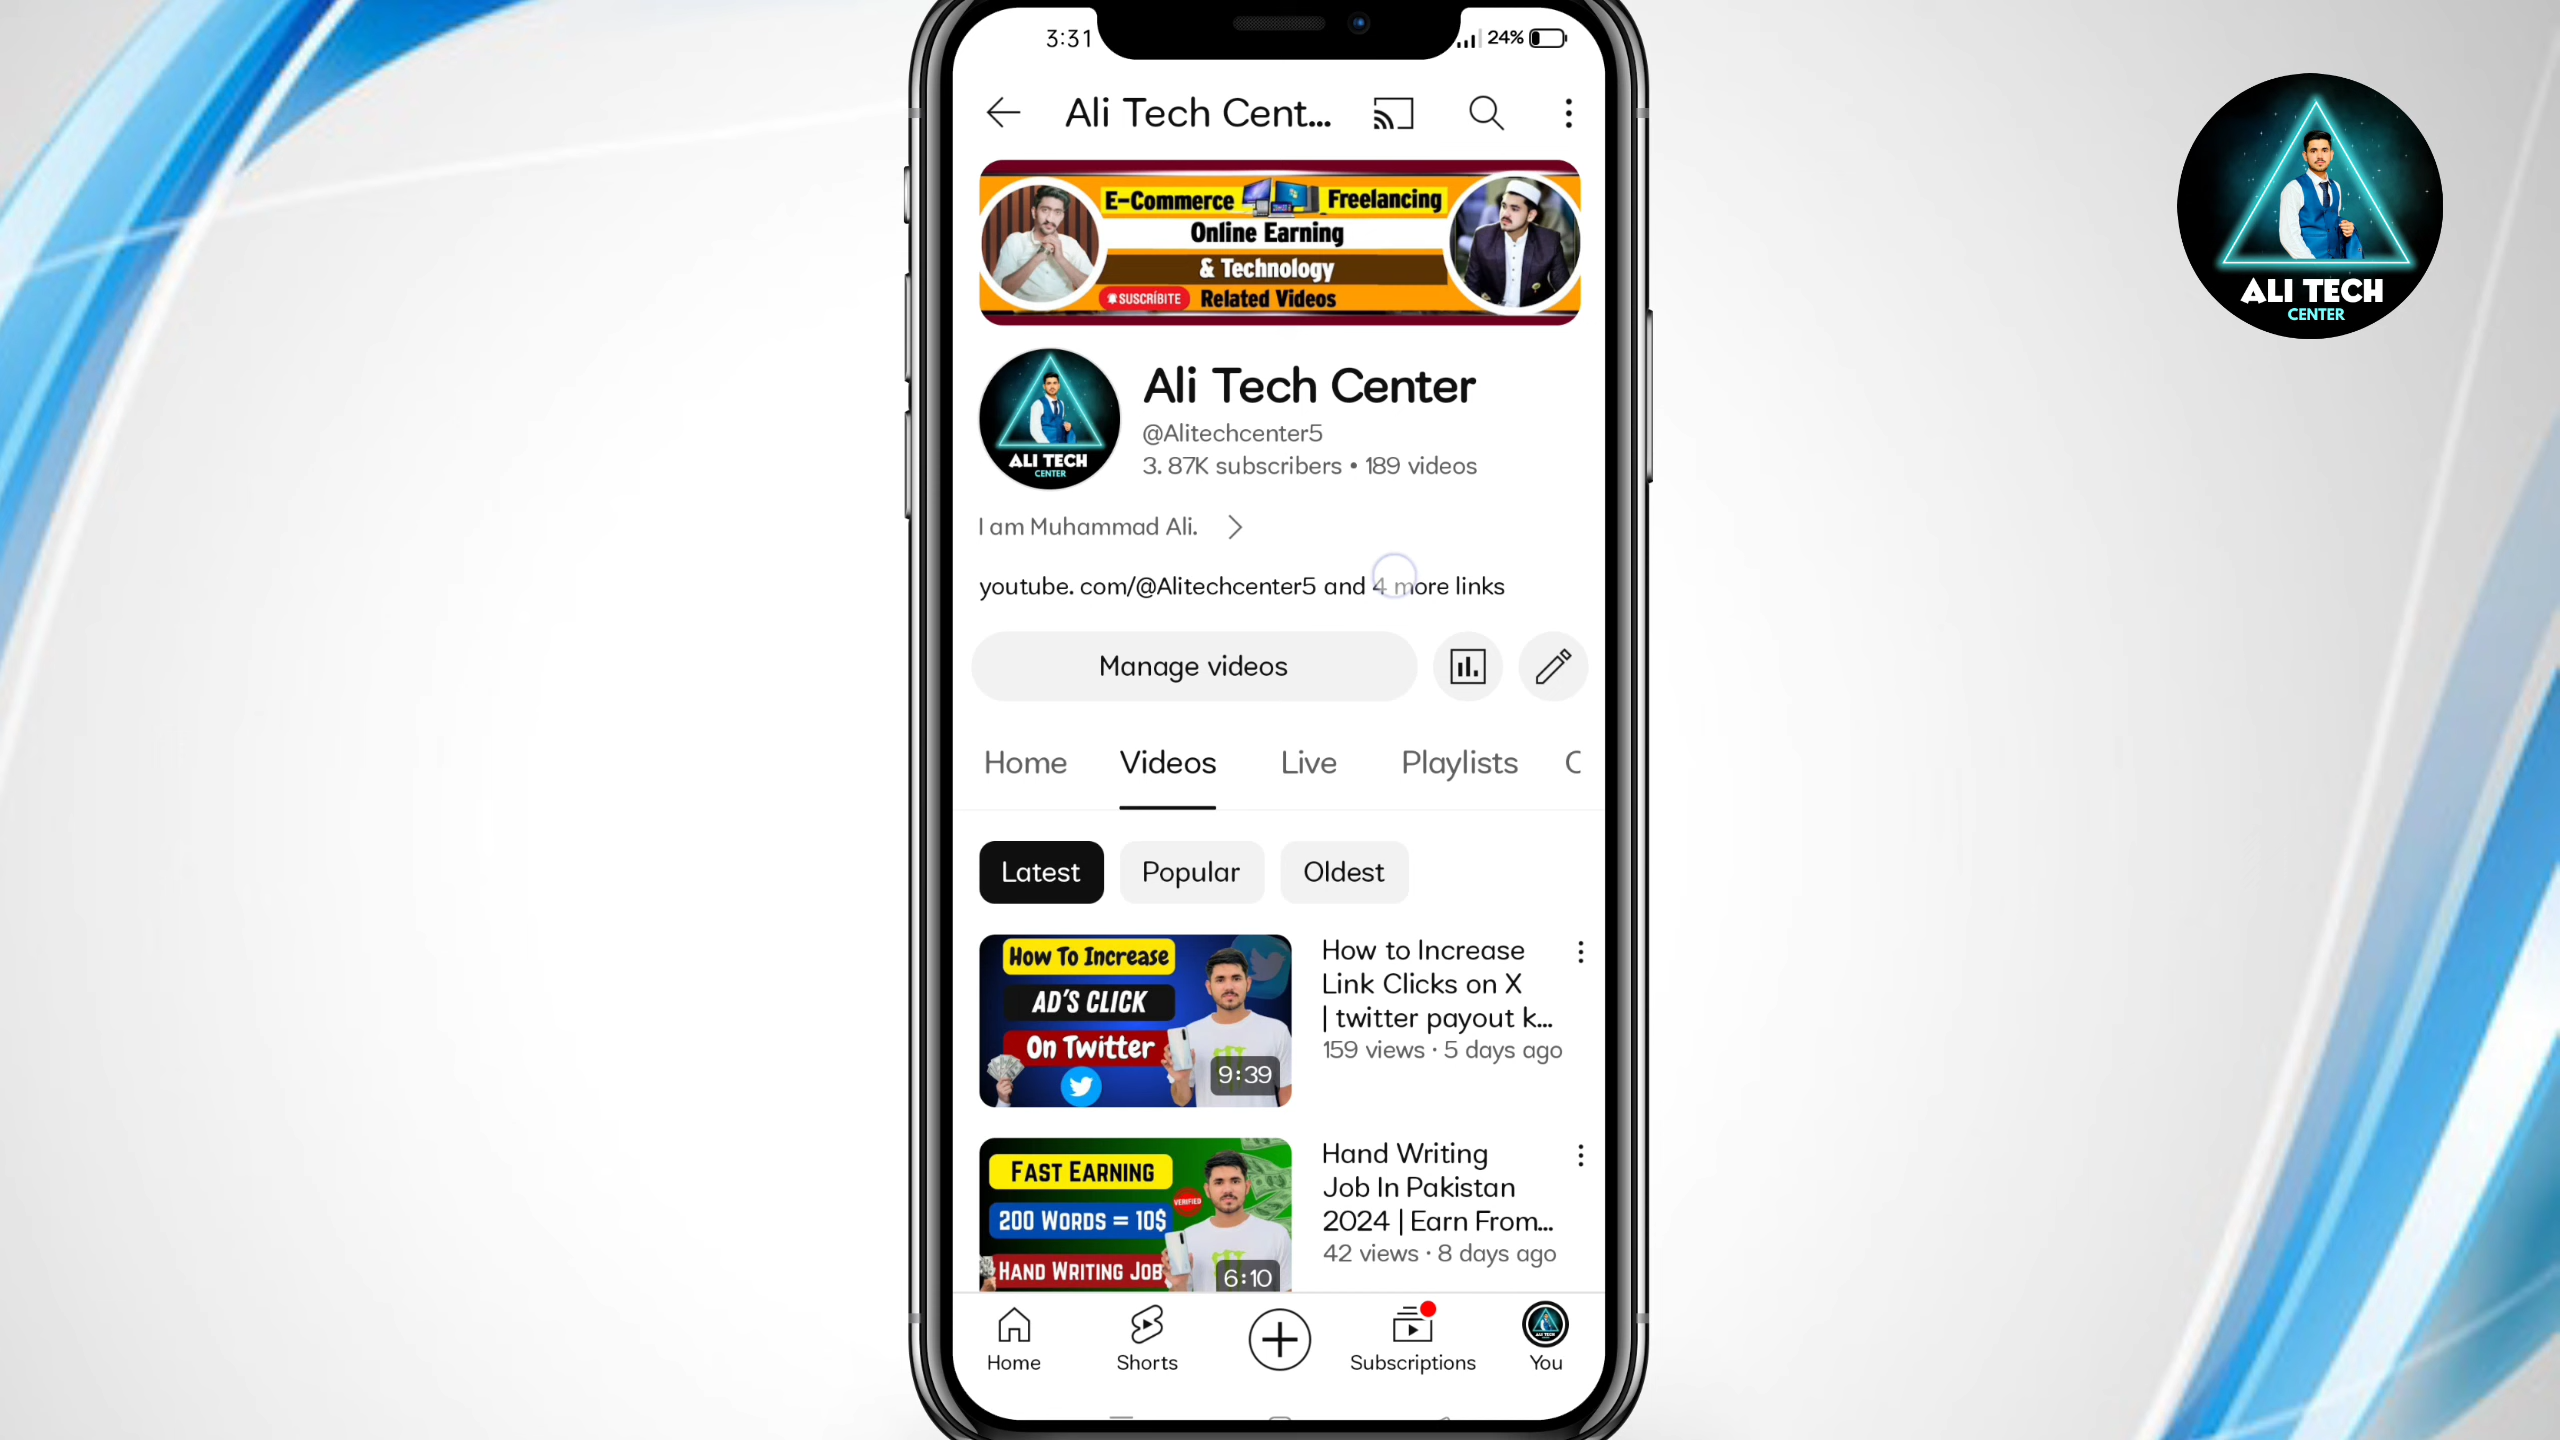 3:31
24%
Ali Tech Cent...
E-Commerce Freelancing
Online Earning
& Technology
SUSCRÍBITE Related Videos
ALI TECH
CENTER
Ali Tech Center
@Alitechcenter5
3. 87K subscribers • 189 videos
ALI TECH
CENTER
I am Muhammad Ali.
youtube. com/@Alitechcenter5 and 4 more links
Manage videos
Home Videos Live Playlists C
Latest Popular Oldest
How To Increase
AD'S CLICK
On Twitter
9:39
How to Increase
Link Clicks on X
| twitter payout k...
159 views · 5 days ago
FAST EARNING
VERIFIED
200 WORDS = 10$
HAND WRITING JOB
6:10
Hand Writing
Job In Pakistan
2024 | Earn From...
42 views · 8 days ago
Home Shorts Subscriptions You